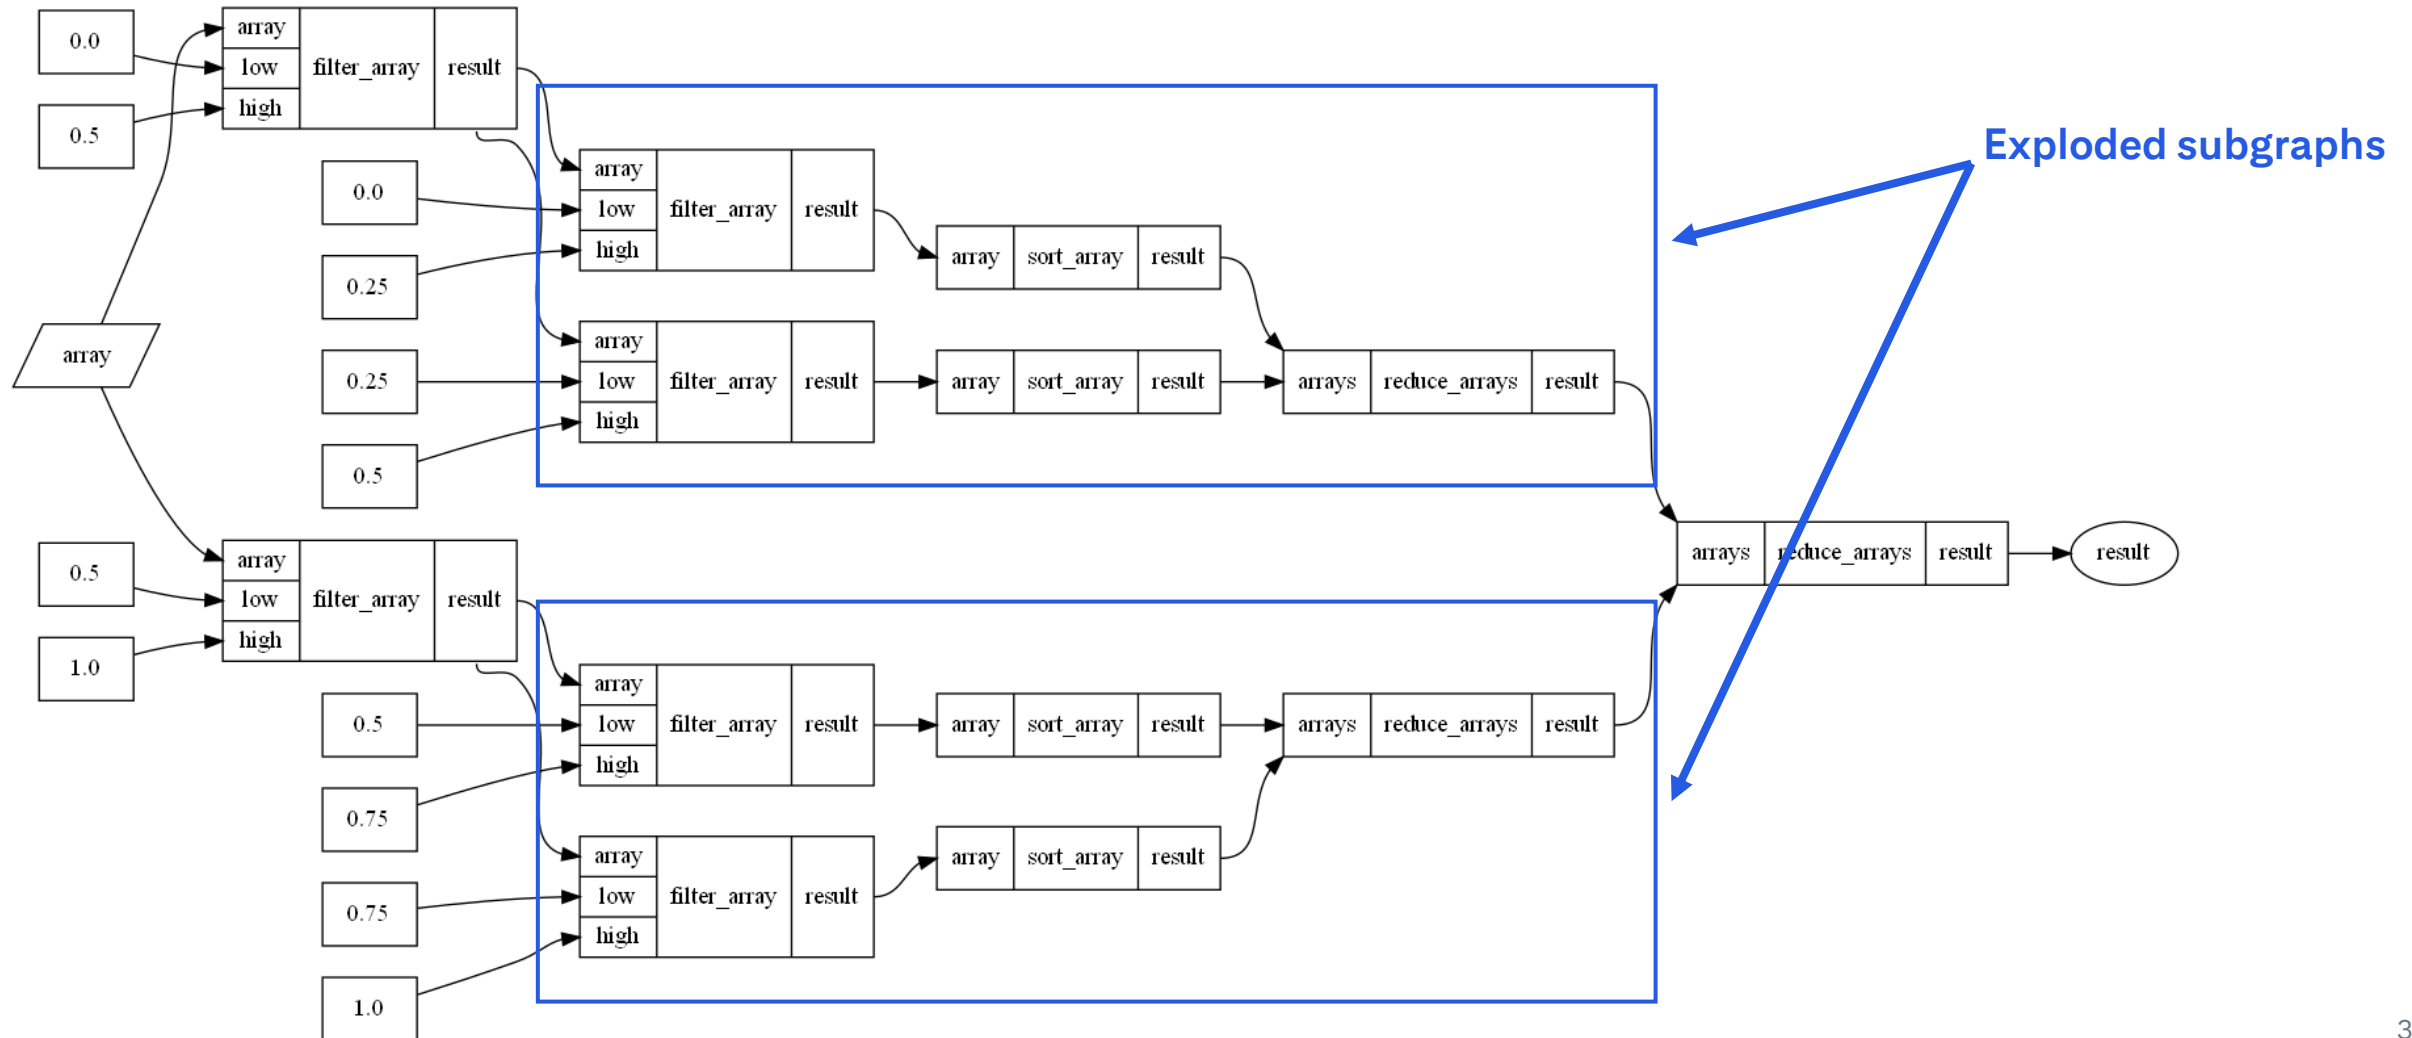 0.0
0.5
array
low
high
filter_array
result
Exploded subgraphs
0.0
0.25
array
low
high
filter_array
result
array
sort_array
result
array
0.25
0.5
array
low
high
filter_array
result
array
sort_array
result
arrays
reduce_arrays
result
0.5
1.0
array
low
high
filter_array
result
arrays
reduce_arrays
result
result
0.5
0.75
array
low
high
filter_array
result
array
sort_array
result
arrays
reduce_arrays
result
0.75
1.0
array
low
high
filter_array
result
array
sort_array
result
3